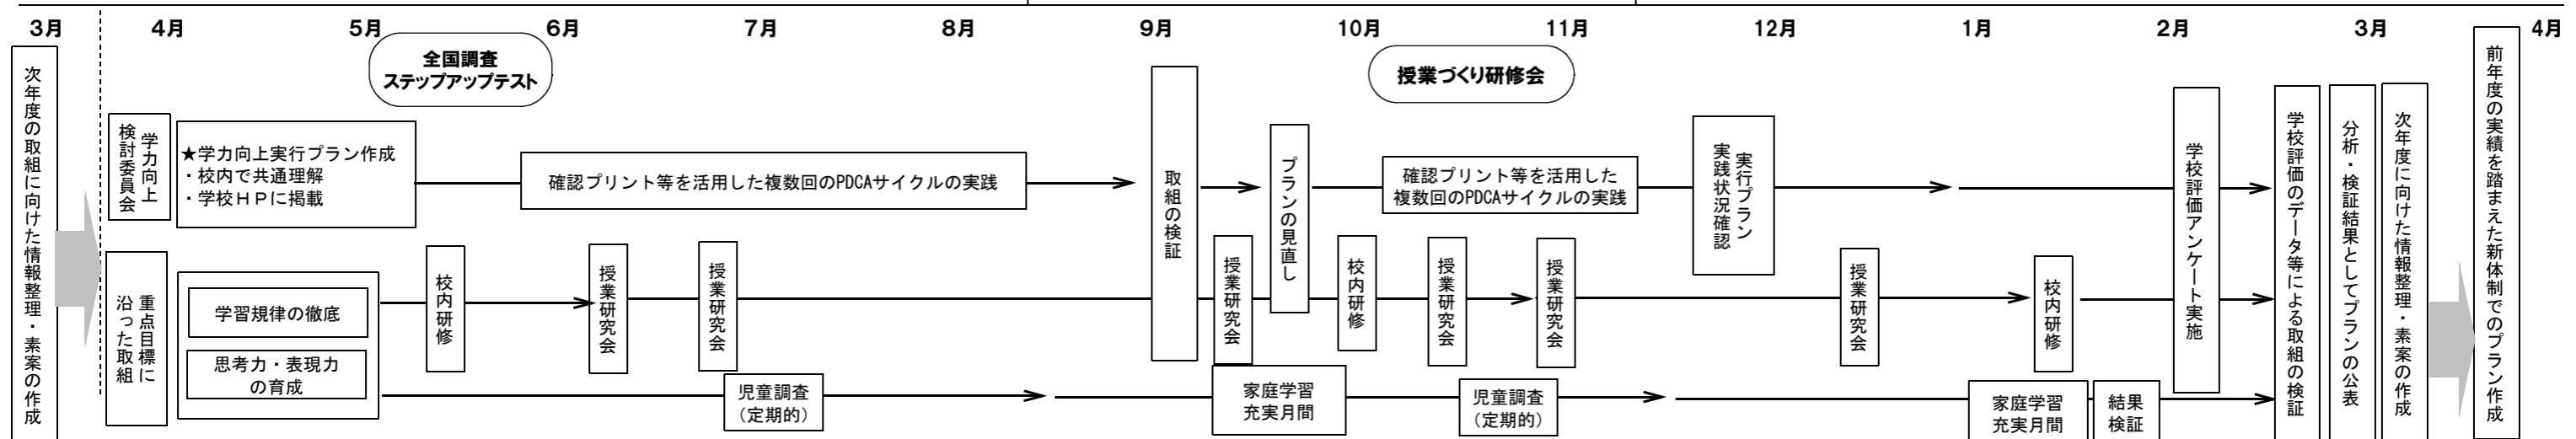 3月 4月 5月 6月 7月 8月 9月 10月 11月 12月 1月 2月 3月 4月
次年度の取組に向けた情報整理・素案の作成
学力向上
検討委員会
★学力向上実行プラン作成
・校内で共通理解
・学校ＨＰに掲載
全国調査
ステップアップテスト
確認プリント等を活用した複数回のPDCAサイクルの実践
取組の検証
プランの見直し
授業づくり研修会
確認プリント等を活用した
複数回のPDCAサイクルの実践
実行プラン
実践状況確認
重点目標に
沿った取組
学習規律の徹底
思考力・表現力
の育成
校内研修
授業研究会
授業研究会
授業研究会
校内研修
授業研究会
授業研究会
授業研究会
校内研修
児童調査
（定期的）
家庭学習
充実月間
児童調査
（定期的）
家庭学習
充実月間
結果
検証
学校評価アンケート実施
学校評価のデータ等による取組の検証
分析・検証結果としてプランの公表
次年度に向けた情報整理・素案の作成
前年度の実績を踏まえた新体制でのプラン作成